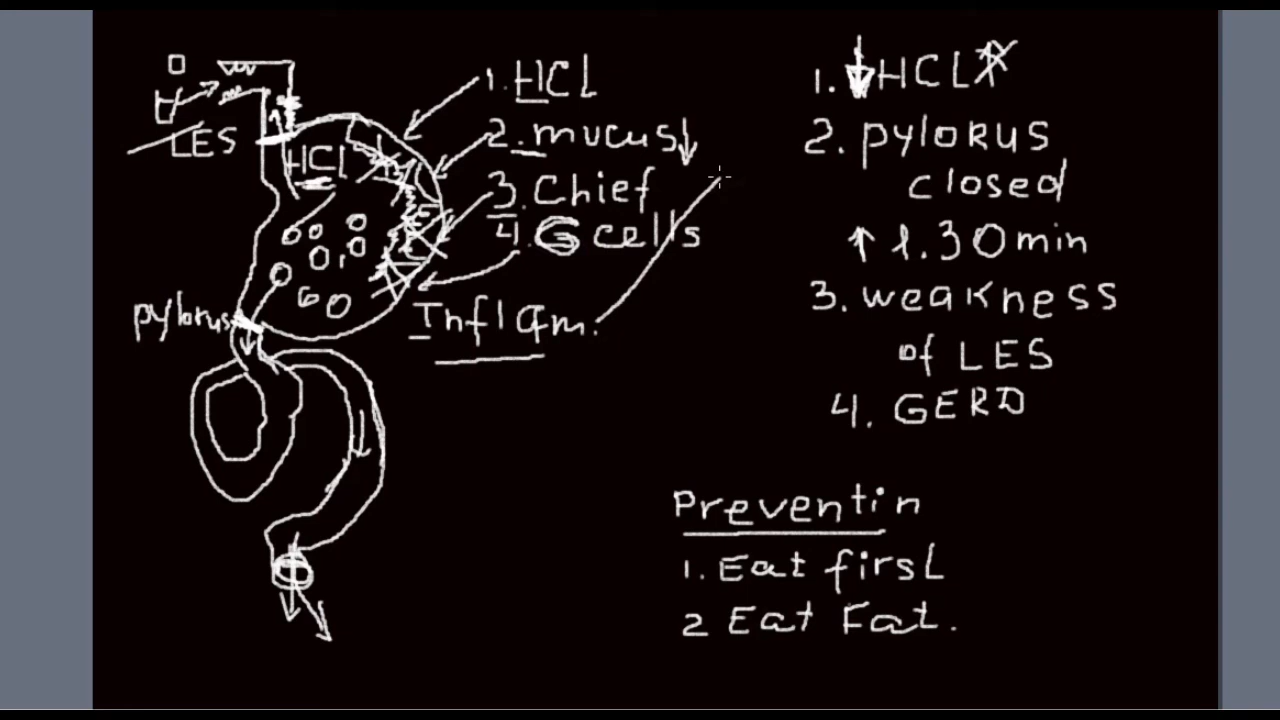 LES
HCL
pylorus
1. HCL
2. mucus↓
3. Chief
4. G cells
Inflam.
1. ↓HCL
2. pylorus
closed
↑ 1.30 min
3. weakness
of LES
4. GERD
Preventin
1. Eat first
2 Eat Fat.